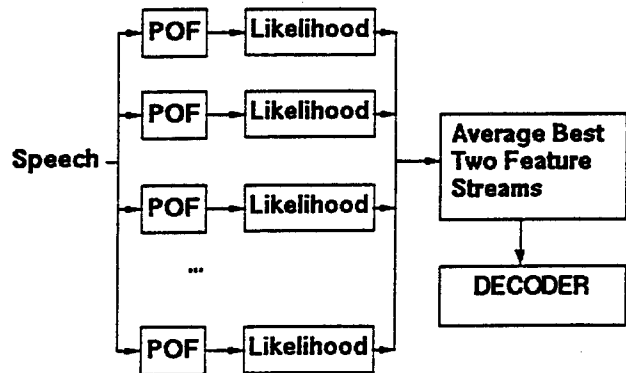 POF Likelihood
POF Likelihood
Average Best
Two Feature
Streams
Speech
POF Likelihood
...
DECODER
POF Likelihood